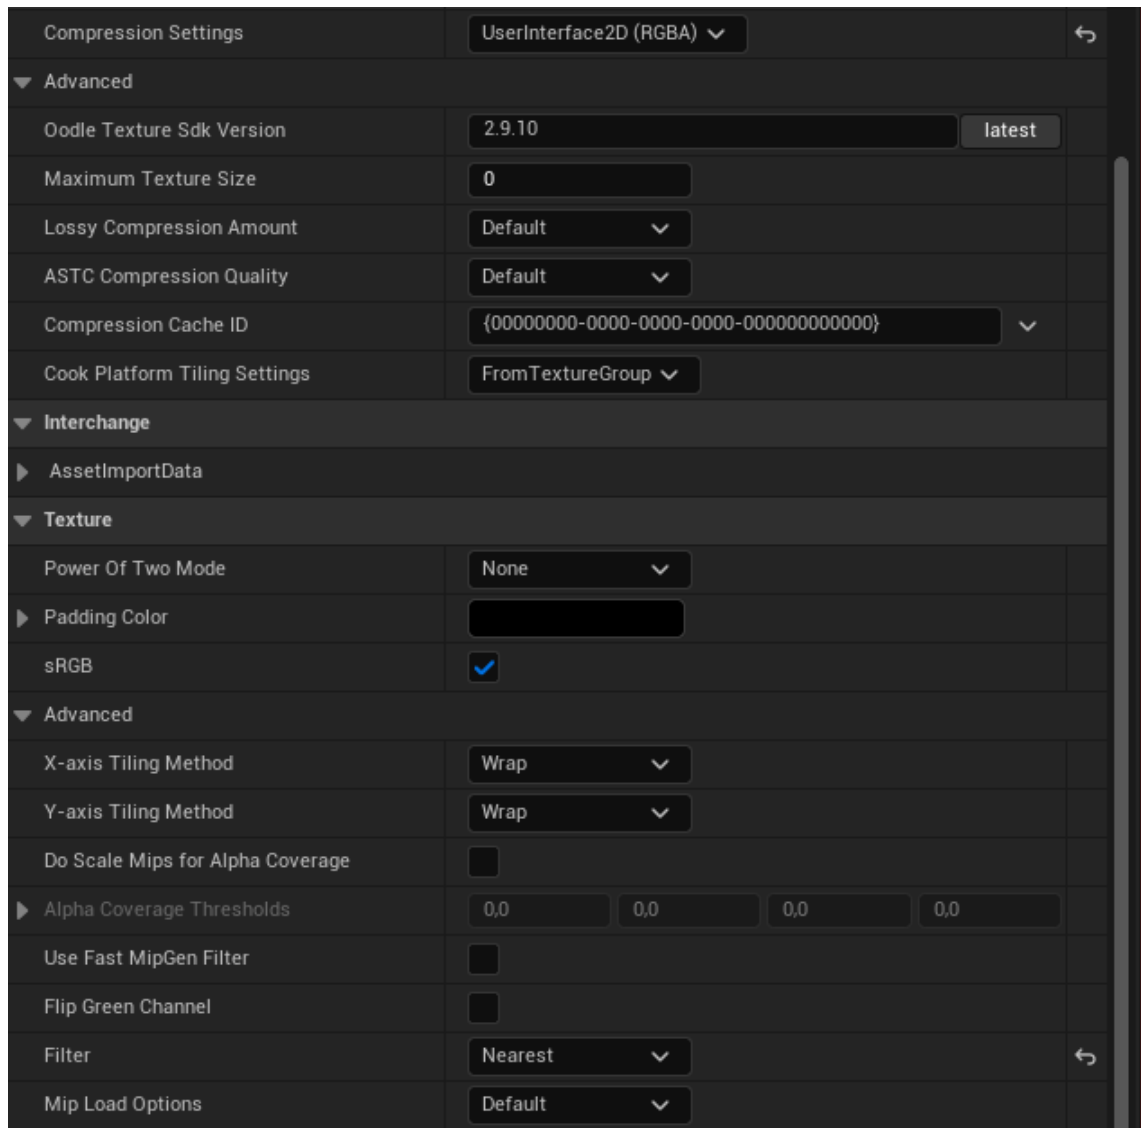 Compression Settings UserInterface2D (RGBA)
Advanced
Oodle Texture Sdk Version 2.9.10 latest
Maximum Texture Size 0
Lossy Compression Amount Default
ASTC Compression Quality Default
Compression Cache ID {00000000-0000-0000-0000-000000000000}
Cook Platform Tiling Settings FromTextureGroup
Interchange
AssetImportData
Texture
Power Of Two Mode None
Padding Color
sRGB
Advanced
X-axis Tiling Method Wrap
Y-axis Tiling Method Wrap
Do Scale Mips for Alpha Coverage
Alpha Coverage Thresholds 0,0 0,0 0,0 0,0
Use Fast MipGen Filter
Flip Green Channel
Filter Nearest
Mip Load Options Default